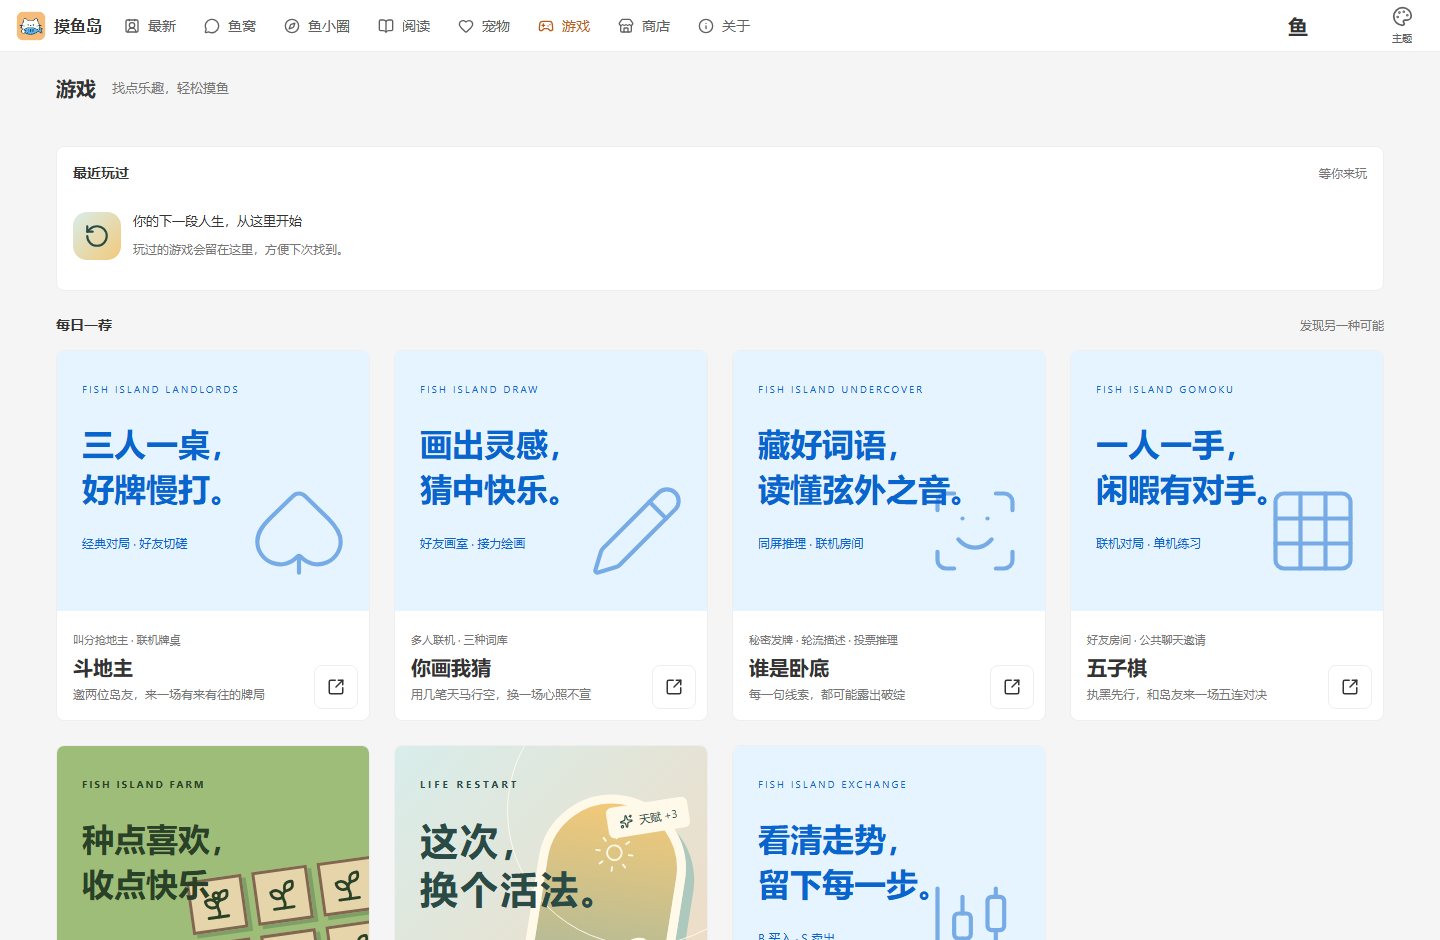 摸鱼岛 最新 鱼窝 鱼小圈 阅读 宠物 游戏 商店 关于 鱼 主题
游戏 找点乐趣，轻松摸鱼
最近玩过 等你来玩
你的下一段人生，从这里开始
玩过的游戏会留在这里，方便下次找到。
每日一荐 发现另一种可能
FISH ISLAND LANDLORDS
三人一桌，
好牌慢打。
经典对局 · 好友切磋
叫分抢地主 · 联机牌桌
斗地主
邀两位岛友，来一场有来有往的牌局
FISH ISLAND DRAW
画出灵感，
猜中快乐。
好友画室 · 接力绘画
多人联机 · 三种词库
你画我猜
用几笔天马行空，换一场心照不宣
FISH ISLAND UNDERCOVER
藏好词语，
读懂弦外之音。
同屏推理 · 联机房间
秘密发牌 · 轮流描述 · 投票推理
谁是卧底
每一句线索，都可能露出破绽
FISH ISLAND GOMOKU
一人一手，
闲暇有对手。
联机对局 · 单机练习
好友房间 · 公共聊天邀请
五子棋
执黑先行，和岛友来一场五连对决
FISH ISLAND FARM
种点喜欢，
收点快乐
LIFE RESTART
天赋 +3
这次，
换个活法。
FISH ISLAND EXCHANGE
看清走势，
留下每一步。
B 买入 · S 卖出